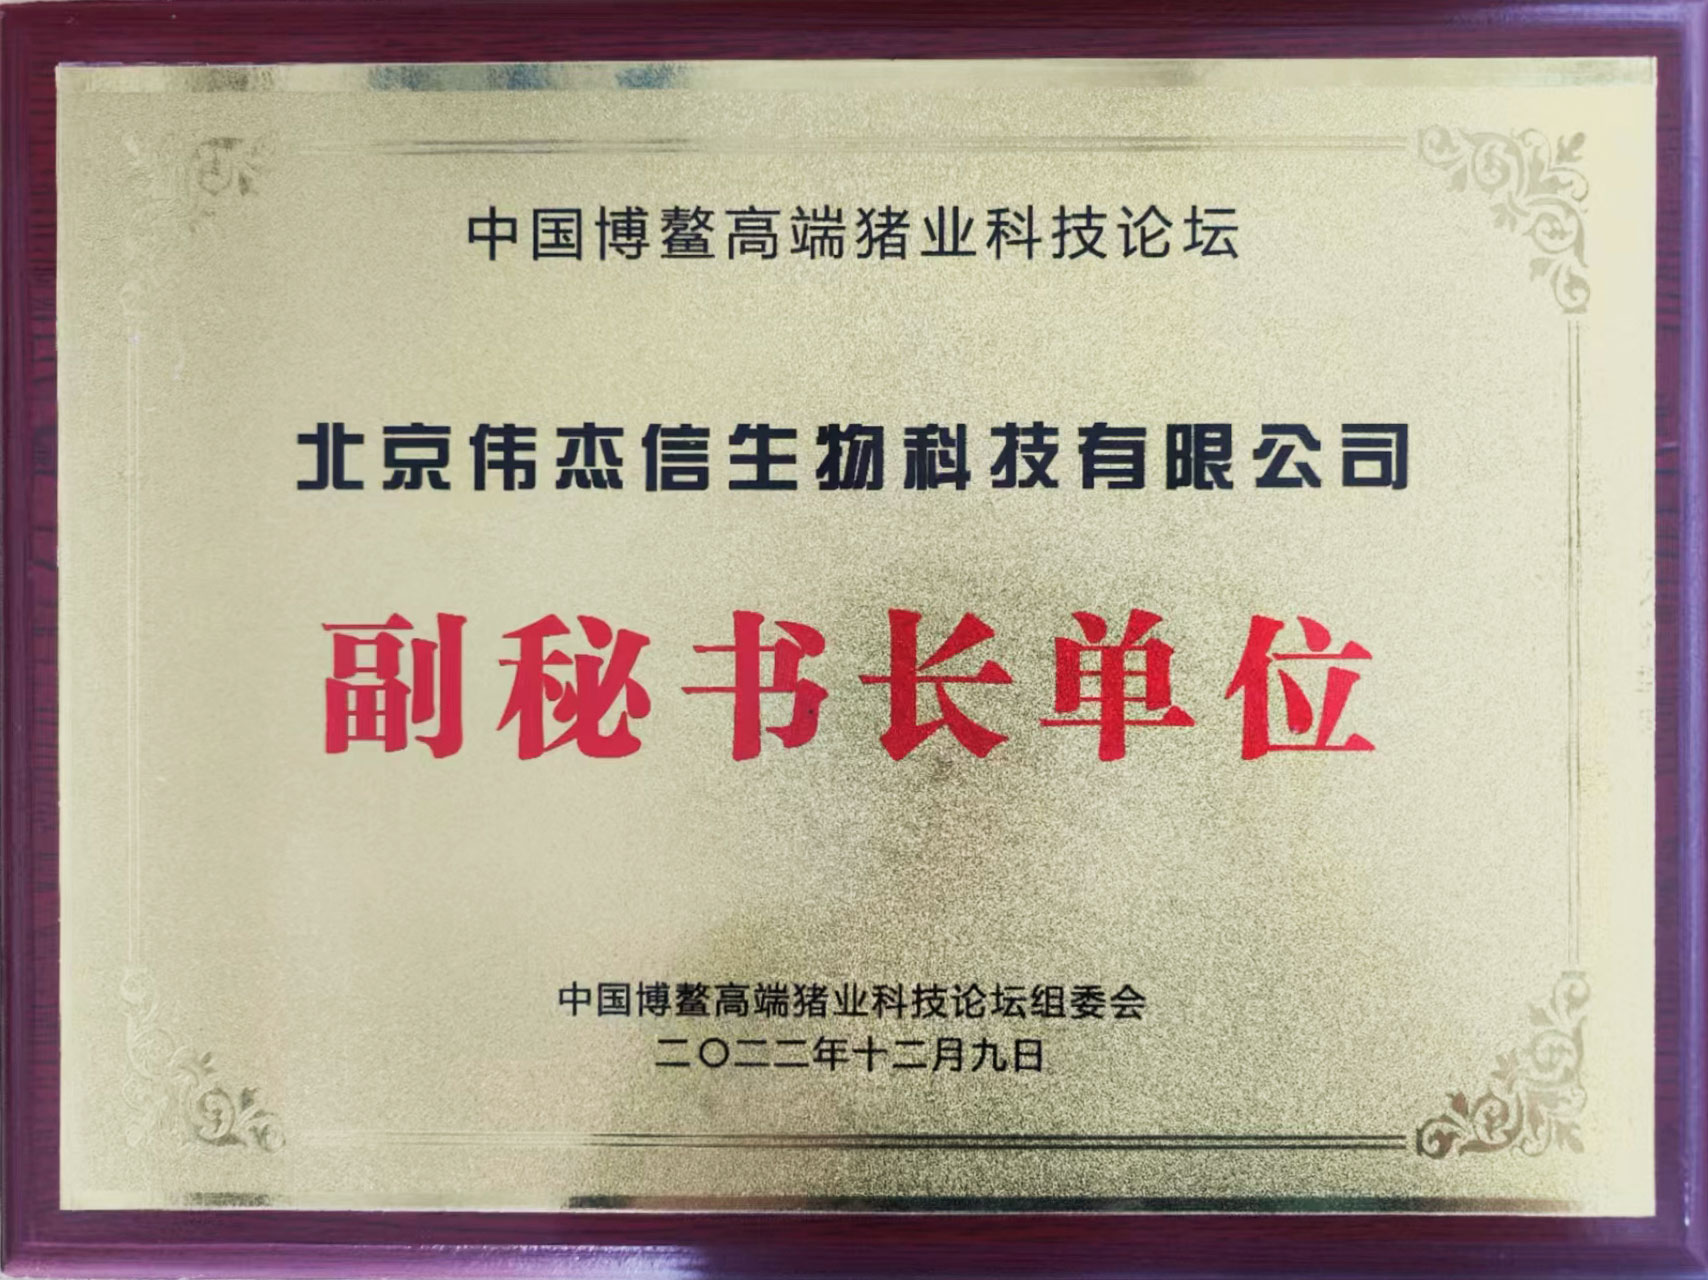 中国博鳌高端猪业科技论坛
北京伟杰信生物科技有限公司
副秘书长单位
中国博鳌高端猪业科技论坛组委会
二〇二二年十二月九日